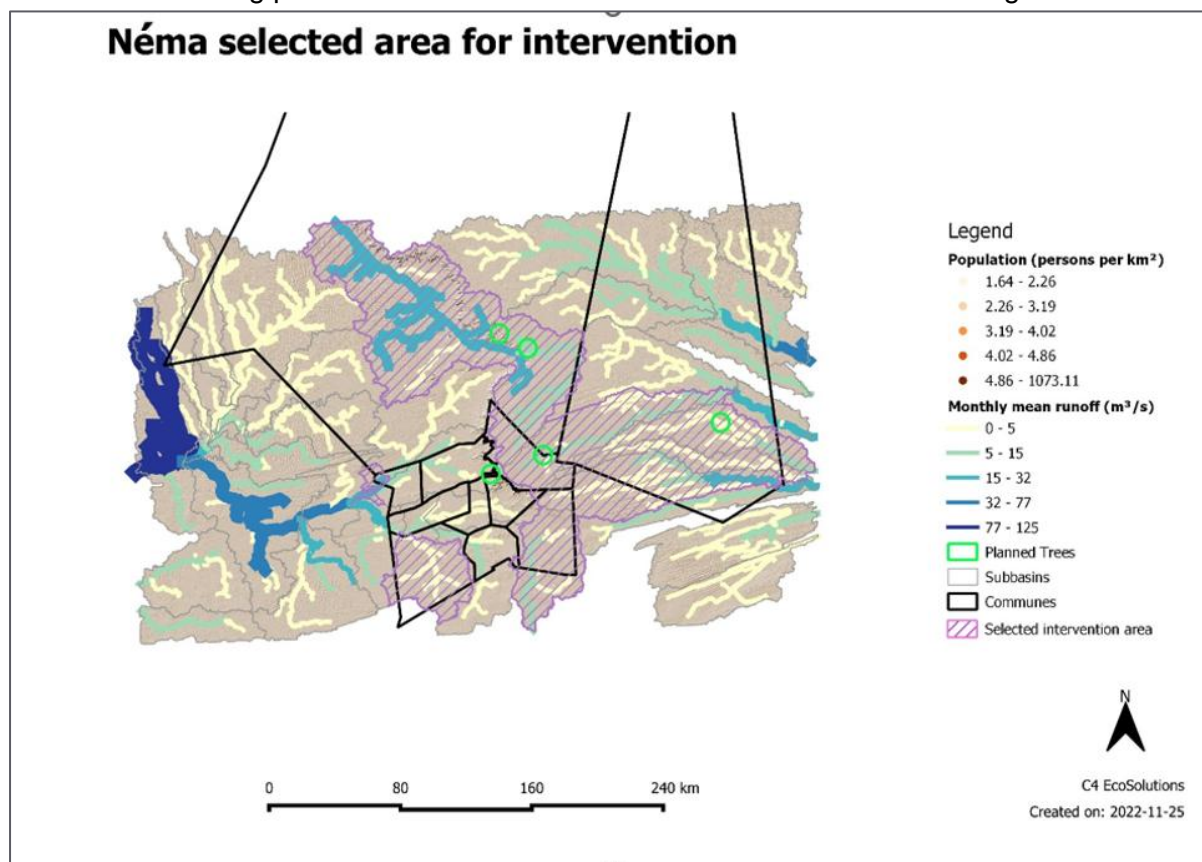 Néma selected area for intervention
Legend
Population (persons per km²)
1.64 - 2.26
2.26 - 3.19
3.19 - 4.02
4.02 - 4.86
4.86 - 1073.11
Monthly mean runoff (m³/s)
0 - 5
5 - 15
15 - 32
32 - 77
77 - 125
Planned Trees
Subbasins
Communes
Selected intervention area
N
0 80 160 240 km
C4 EcoSolutions
Created on: 2022-11-25